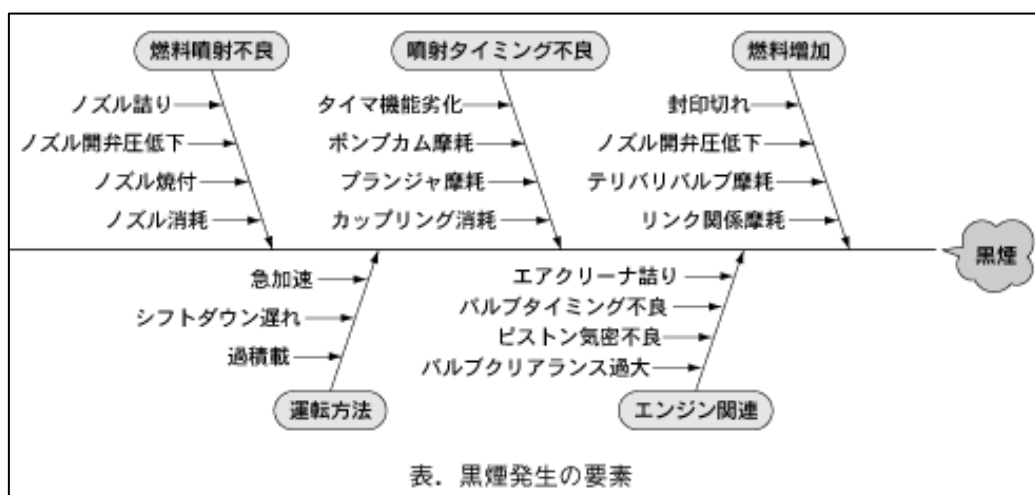 燃料噴射不良
ノズル詰り
ノズル開弁圧低下
ノズル焼付
ノズル消耗
噴射タイミング不良
タイマ機能劣化
ポンプカム摩耗
プランジャ摩耗
カップリング消耗
燃料増加
封印切れ
ノズル開弁圧低下
テリバリバルブ摩耗
リンク関係摩耗
黒煙
急加速
シフトダウン遅れ
過積載
運転方法
エアクリーナ詰り
バルブタイミング不良
ピストン気密不良
バルブクリアランス過大
エンジン関連
表．黒煙発生の要素